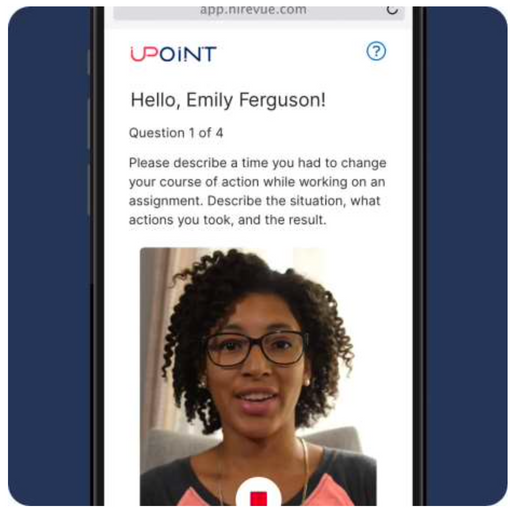 app.hirevue.com
UPOINT
?
Hello, Emily Ferguson!
Question 1 of 4
Please describe a time you had to change
your course of action while working on an
assignment. Describe the situation, what
actions you took, and the result.